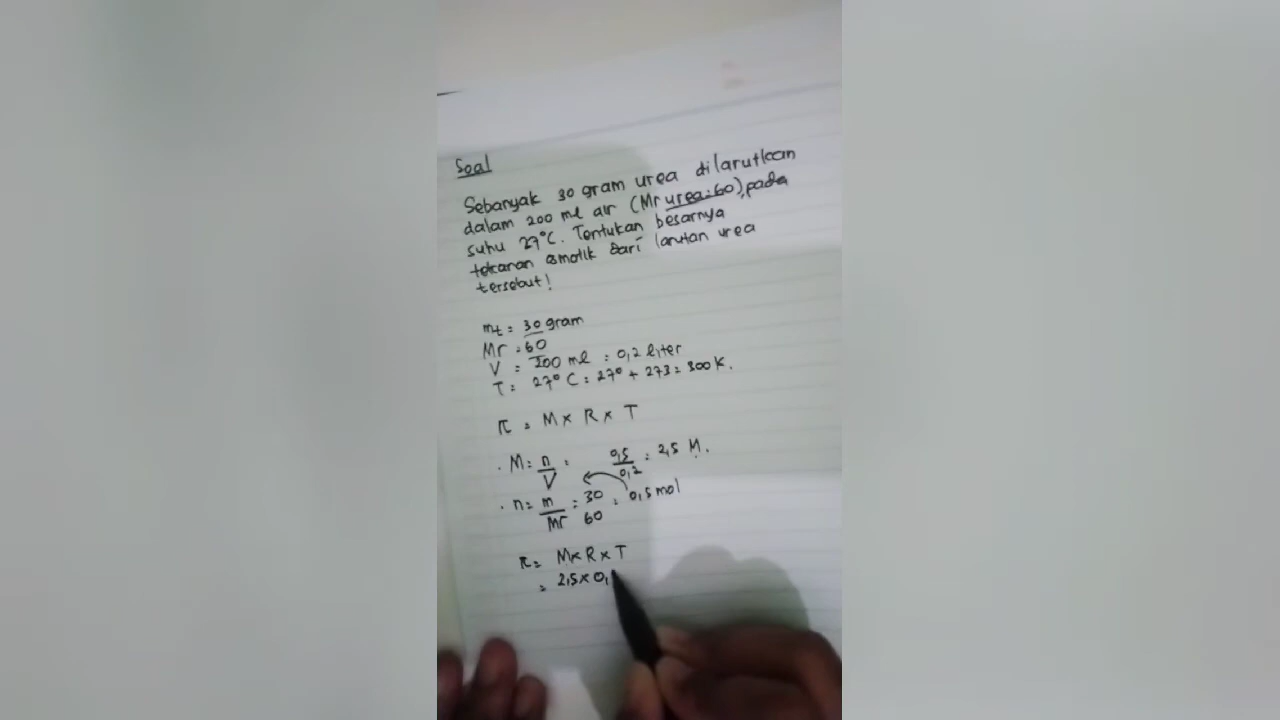 Soal
Sebanyak 30 gram urea dilarutkan
dalam 200 ml air (Mr urea=60), pada
suhu 27°C. Tentukan besarnya
tekanan osmotik dari larutan urea
tersebut!
mt = 30 gram
Mr = 60
V = 200 ml = 0,2 liter
T = 27°C = 27° + 273 = 300 K.
π = M x R x T
. M = n/V = 0,5/0,2 = 2,5 M.
. n = m/Mr = 30/60 = 0,5 mol
π = M x R x T
= 2,5 x 0,